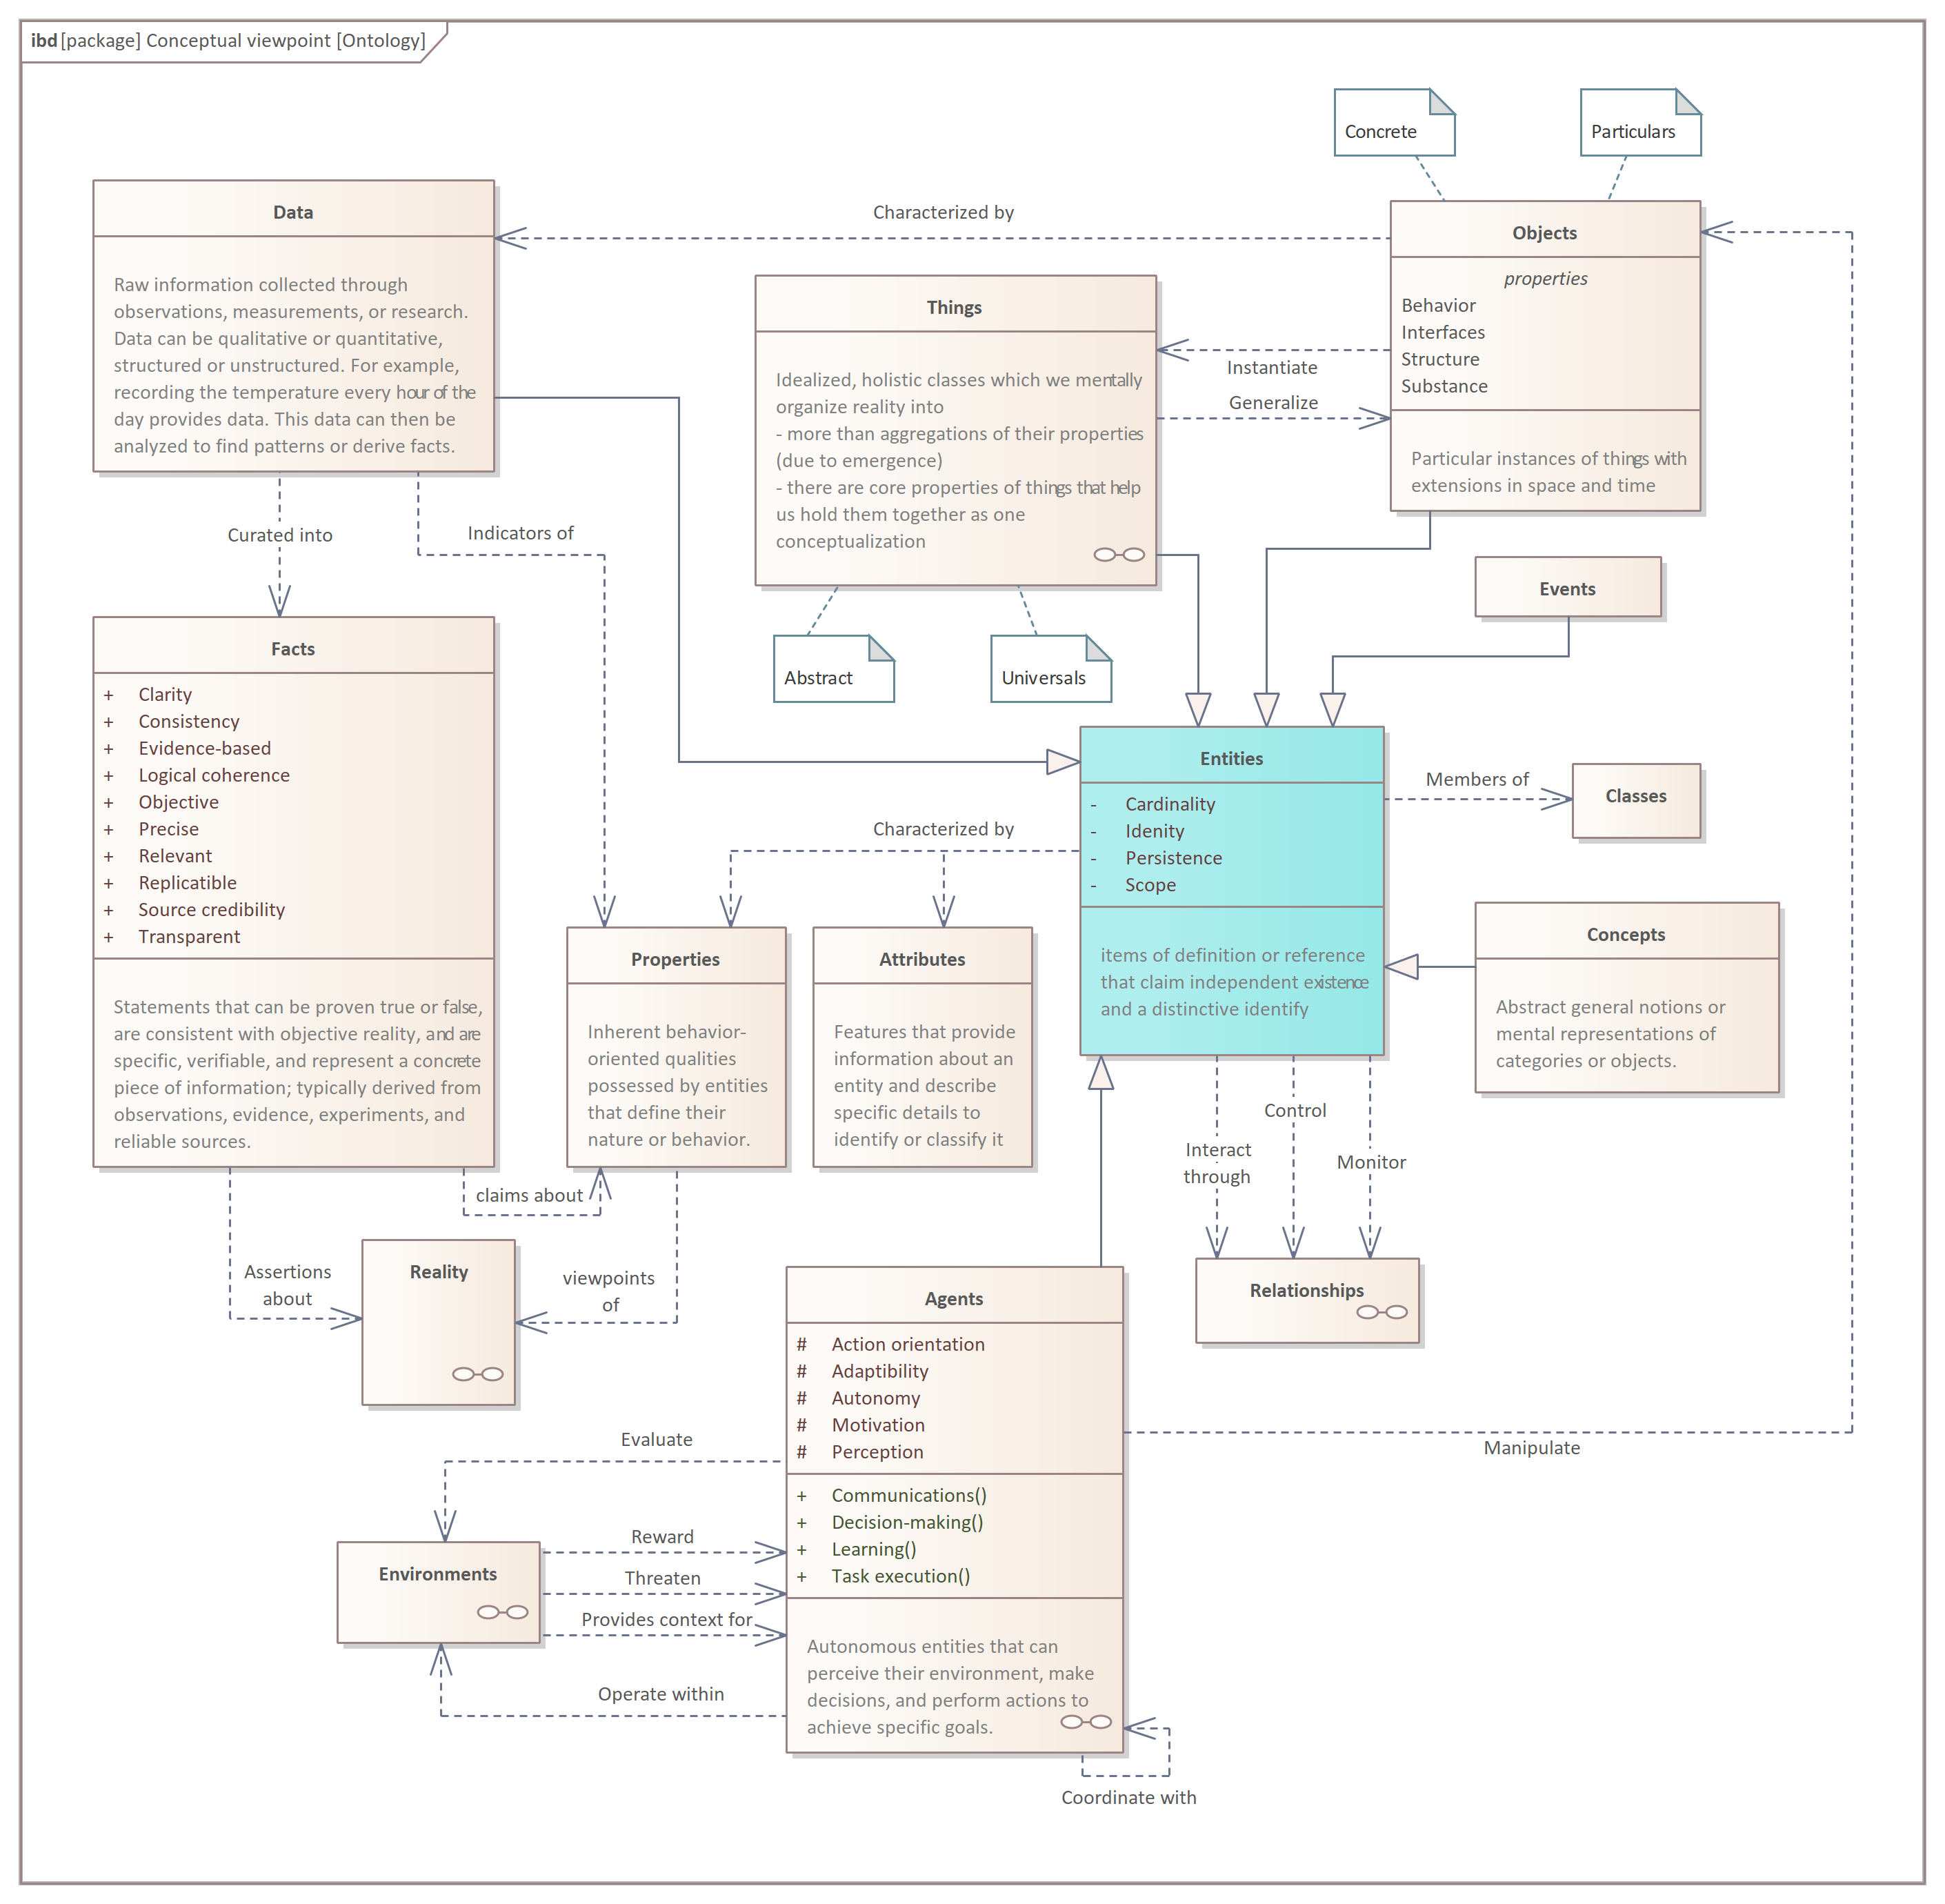 ibd [package] Conceptual viewpoint [Ontology]
Concrete
Particulars
Data
Raw information collected through
observations, measurements, or research.
Data can be qualitative or quantitative,
structured or unstructured. For example,
recording the temperature every hour of the
day provides data. This data can then be
analyzed to find patterns or derive facts.
Characterized by
Objects
properties
Behavior
Interfaces
Structure
Substance
Particular instances of things with
extensions in space and time
Things
Idealized, holistic classes which we mentally
organize reality into
- more than aggregations of their properties
(due to emergence)
- there are core properties of things that help
us hold them together as one
conceptualization
Instantiate
Generalize
Curated into
Indicators of
Events
Abstract
Universals
Facts
+ Clarity
+ Consistency
+ Evidence-based
+ Logical coherence
+ Objective
+ Precise
+ Relevant
+ Replicatible
+ Source credibility
+ Transparent
Statements that can be proven true or false,
are consistent with objective reality, and are
specific, verifiable, and represent a concrete
piece of information; typically derived from
observations, evidence, experiments, and
reliable sources.
Entities
- Cardinality
- Idenity
- Persistence
- Scope
items of definition or reference
that claim independent existence
and a distinctive identify
Members of
Classes
Characterized by
Concepts
Abstract general notions or
mental representations of
categories or objects.
Properties
Inherent behavior-
oriented qualities
possessed by entities
that define their
nature or behavior.
Attributes
Features that provide
information about an
entity and describe
specific details to
identify or classify it
Control
Interact
through
Monitor
claims about
Relationships
Reality
Assertions
about
viewpoints
of
Agents
# Action orientation
# Adaptibility
# Autonomy
# Motivation
# Perception
+ Communications()
+ Decision-making()
+ Learning()
+ Task execution()
Autonomous entities that can
perceive their environment, make
decisions, and perform actions to
achieve specific goals.
Manipulate
Evaluate
Environments
Reward
Threaten
Provides context for
Operate within
Coordinate with